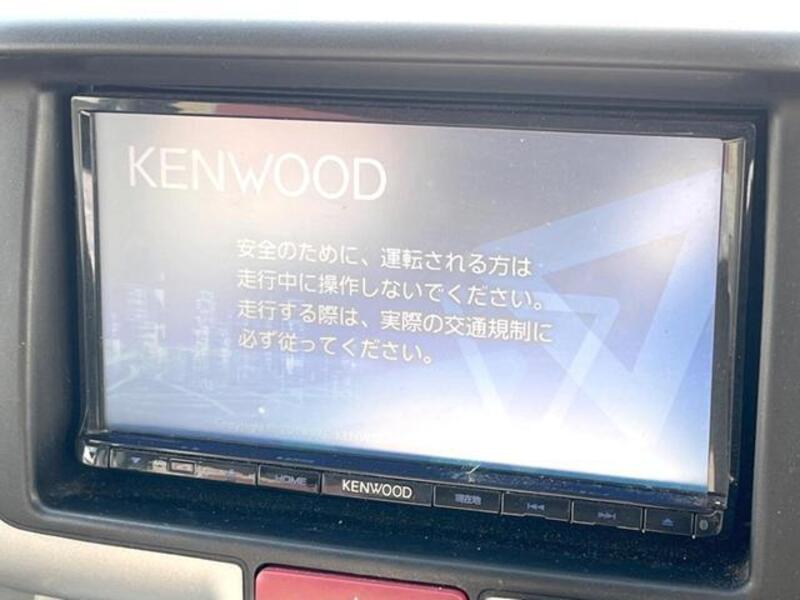 KENWOOD
安全のために、運転される方は
走行中に操作しないでください。
走行する際は、実際の交通規制に
必ず従ってください。
HOME
KENWOOD
現在地